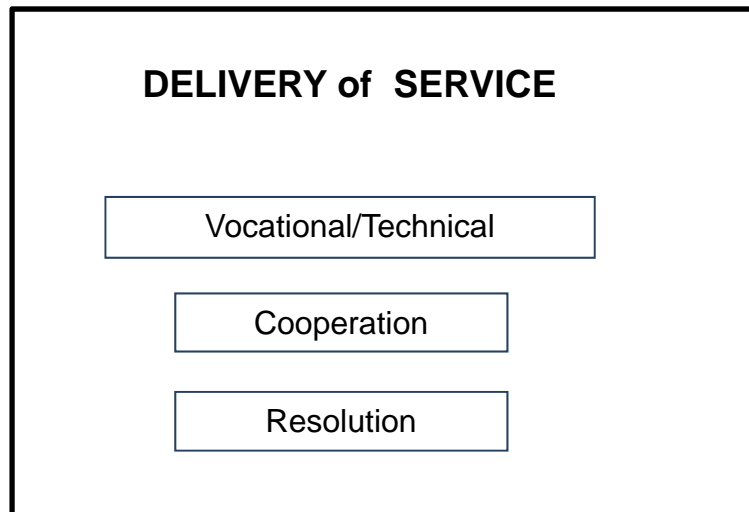 DELIVERY of  SERVICE
Vocational/Technical
Cooperation
Resolution